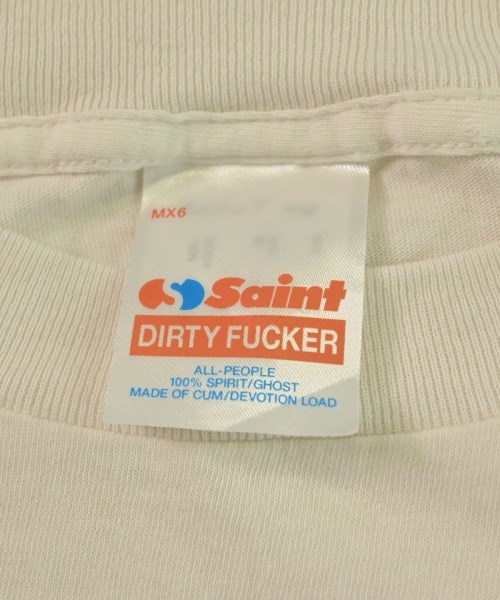 MX6
Saint
DIRTY FUCKER
ALL-PEOPLE
100% SPIRIT/GHOST
MADE OF CUM/DEVOTION LOAD